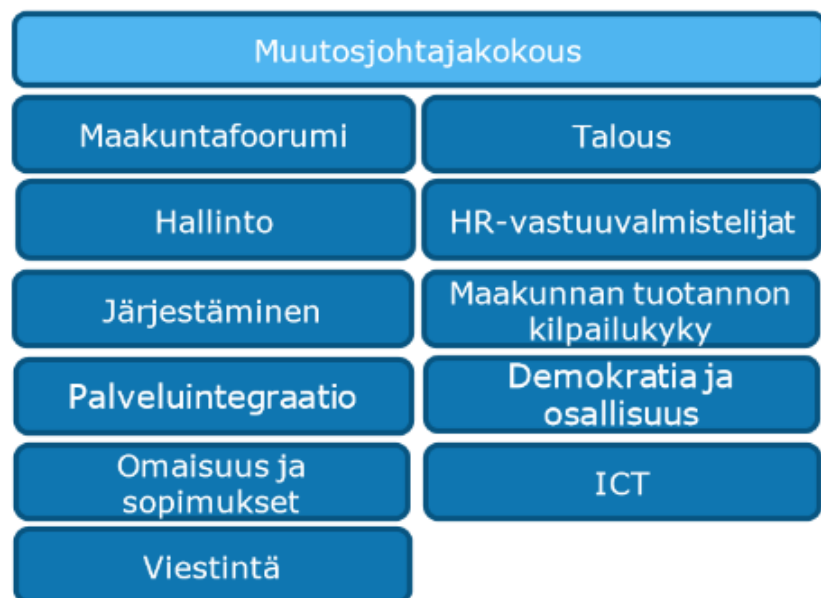 Muutosjohtajakokous
Maakuntafoorumi
Talous
Hallinto
HR-vastuuvalmistelijat
Järjestäminen
Maakunnan tuotannon
kilpailukyky
Palveluintegraatio
Demokratia ja
osallisuus
Omaisuus ja
sopimukset
ICT
Viestintä